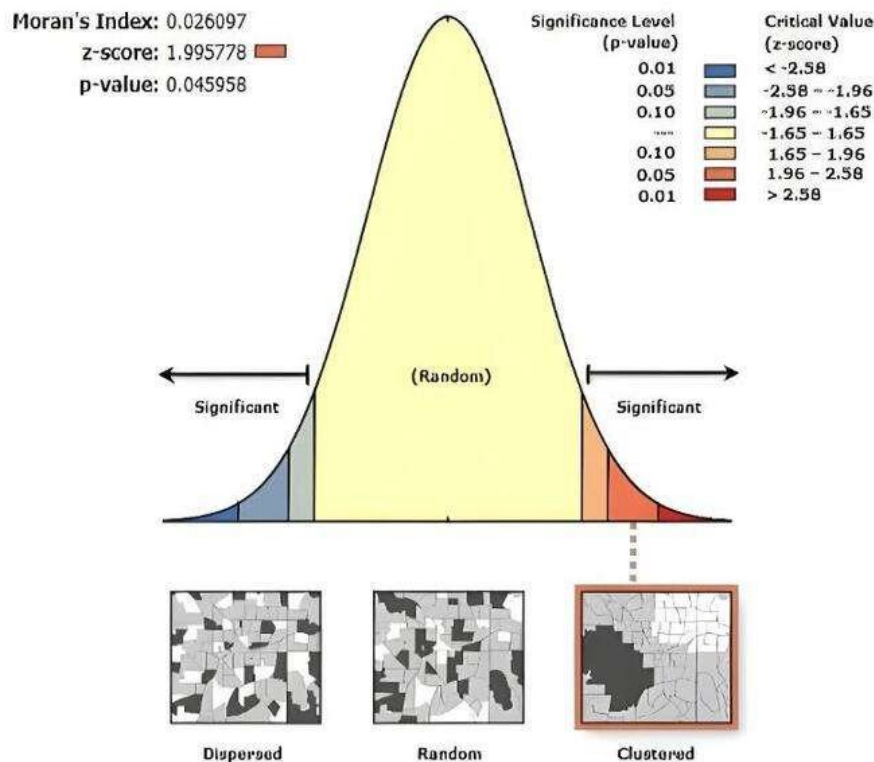 Moran's Index: 0.026097
z-score: 1.995778
p-value: 0.045958
Significance Level
(p-value)
Critical Value
(z-score)
0.01 < -2.58
0.05 -2.58 - -1.96
0.10 -1.96 - -1.65
--- -1.65 - 1.65
0.10 1.65 - 1.96
0.05 1.96 - 2.58
0.01 > 2.58
(Random)
Significant
Significant
Dispersed
Random
Clustered